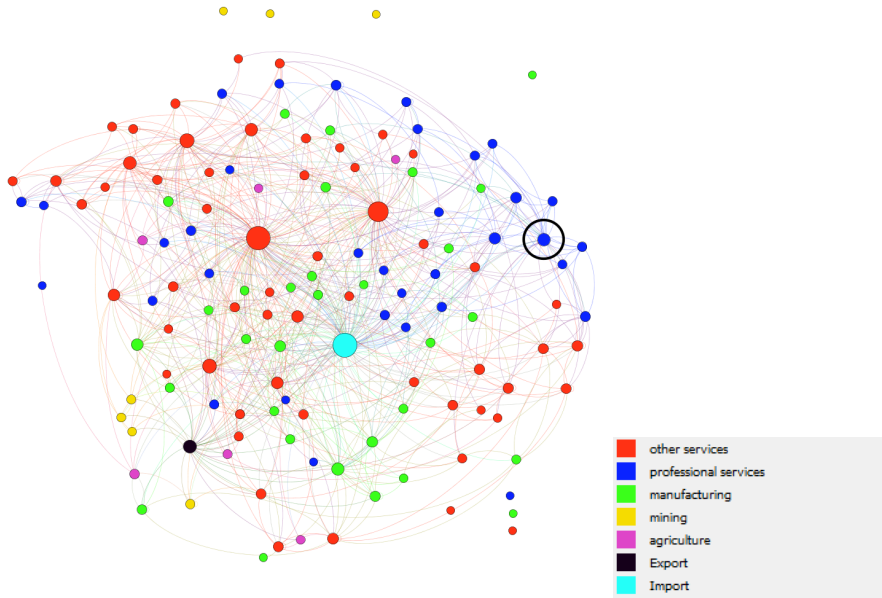 other services
professional services
manufacturing
mining
agriculture
Export
Import